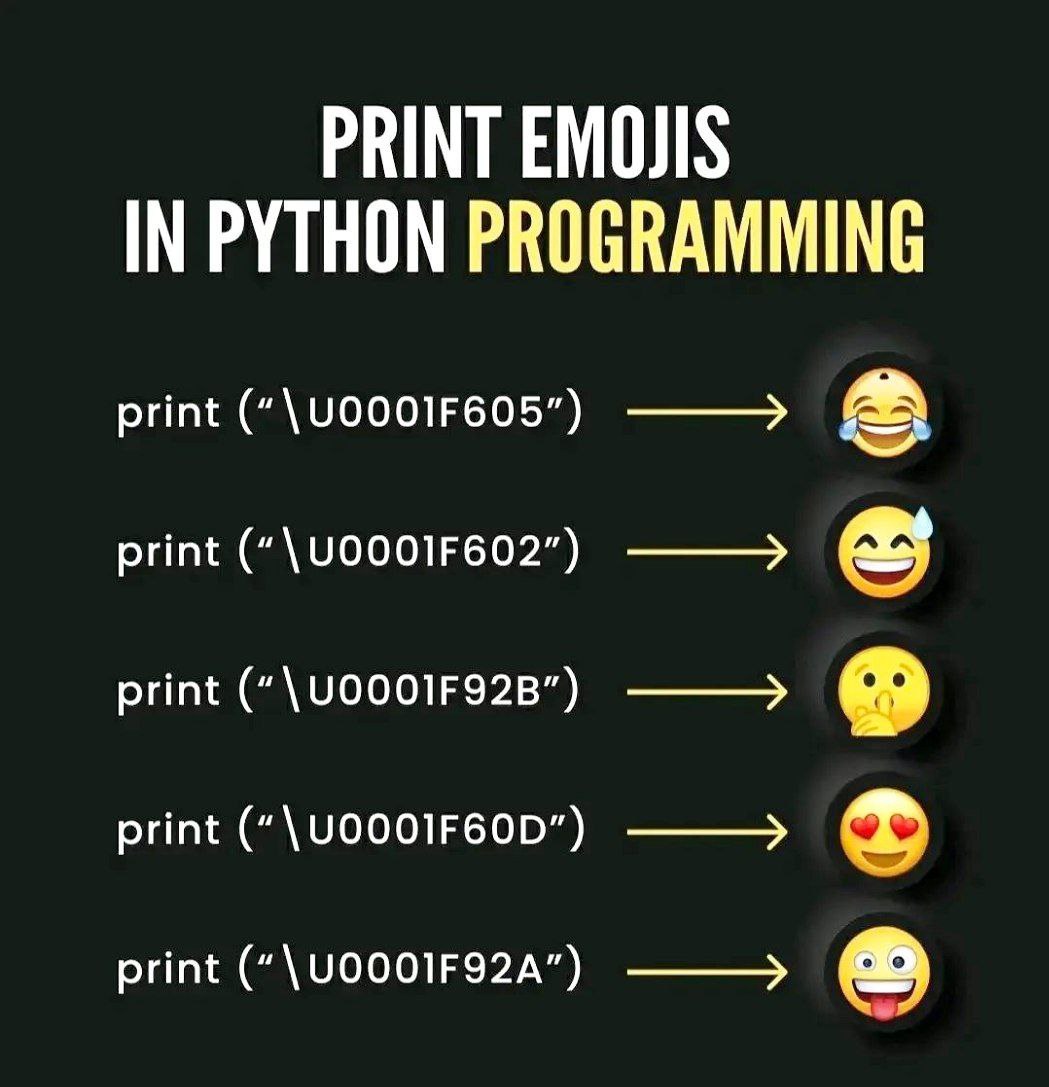 PRINT EMOJIS
IN PYTHON PROGRAMMING
print (“\U0001F605”)
print (“\U0001F602”)
print (“\U0001F92B”)
print (“\U0001F60D”)
print (“\U0001F92A”)